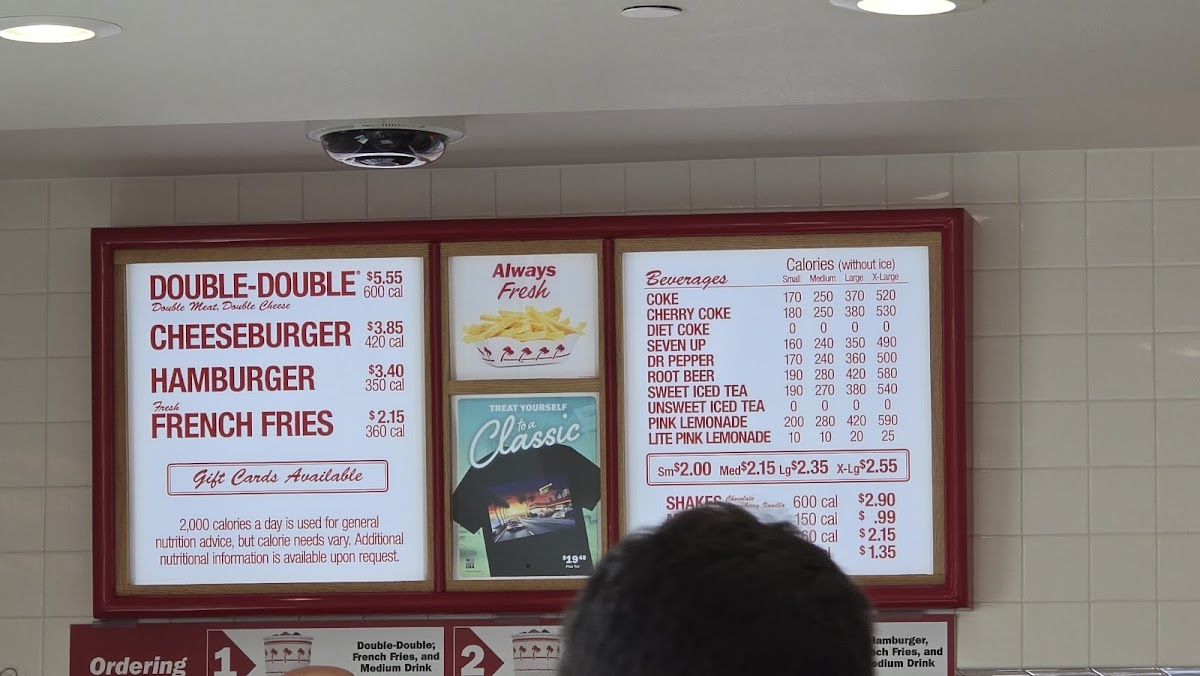 DOUBLE-DOUBLE® $5.55
Double Meat, Double Cheese 600 cal
CHEESEBURGER $3.85
420 cal
HAMBURGER $3.40
350 cal
Fresh
FRENCH FRIES $2.15
360 cal
Gift Cards Available
2,000 calories a day is used for general
nutrition advice, but calorie needs vary. Additional
nutritional information is available upon request.
Always
Fresh
TREAT YOURSELF
to a
Classic
$19.48
Beverages Calories (without ice)
Small Medium Large X-Large
COKE 170 250 370 520
CHERRY COKE 180 250 380 530
DIET COKE 0 0 0 0
SEVEN UP 160 240 350 490
DR PEPPER 170 240 360 500
ROOT BEER 190 280 420 580
SWEET ICED TEA 190 270 380 540
UNSWEET ICED TEA 0 0 0 0
PINK LEMONADE 200 280 420 590
LITE PINK LEMONADE 10 10 20 25
Sm$2.00 Med$2.15 Lg$2.35 X-Lg$2.55
SHAKES Chocolate 600 cal $2.90
Vanilla
150 cal $ .99
cal $2.15
$1.35
Ordering
1
Double-Double,
French Fries, and
Medium Drink
2
Hamburger,
Fries, and
Drink